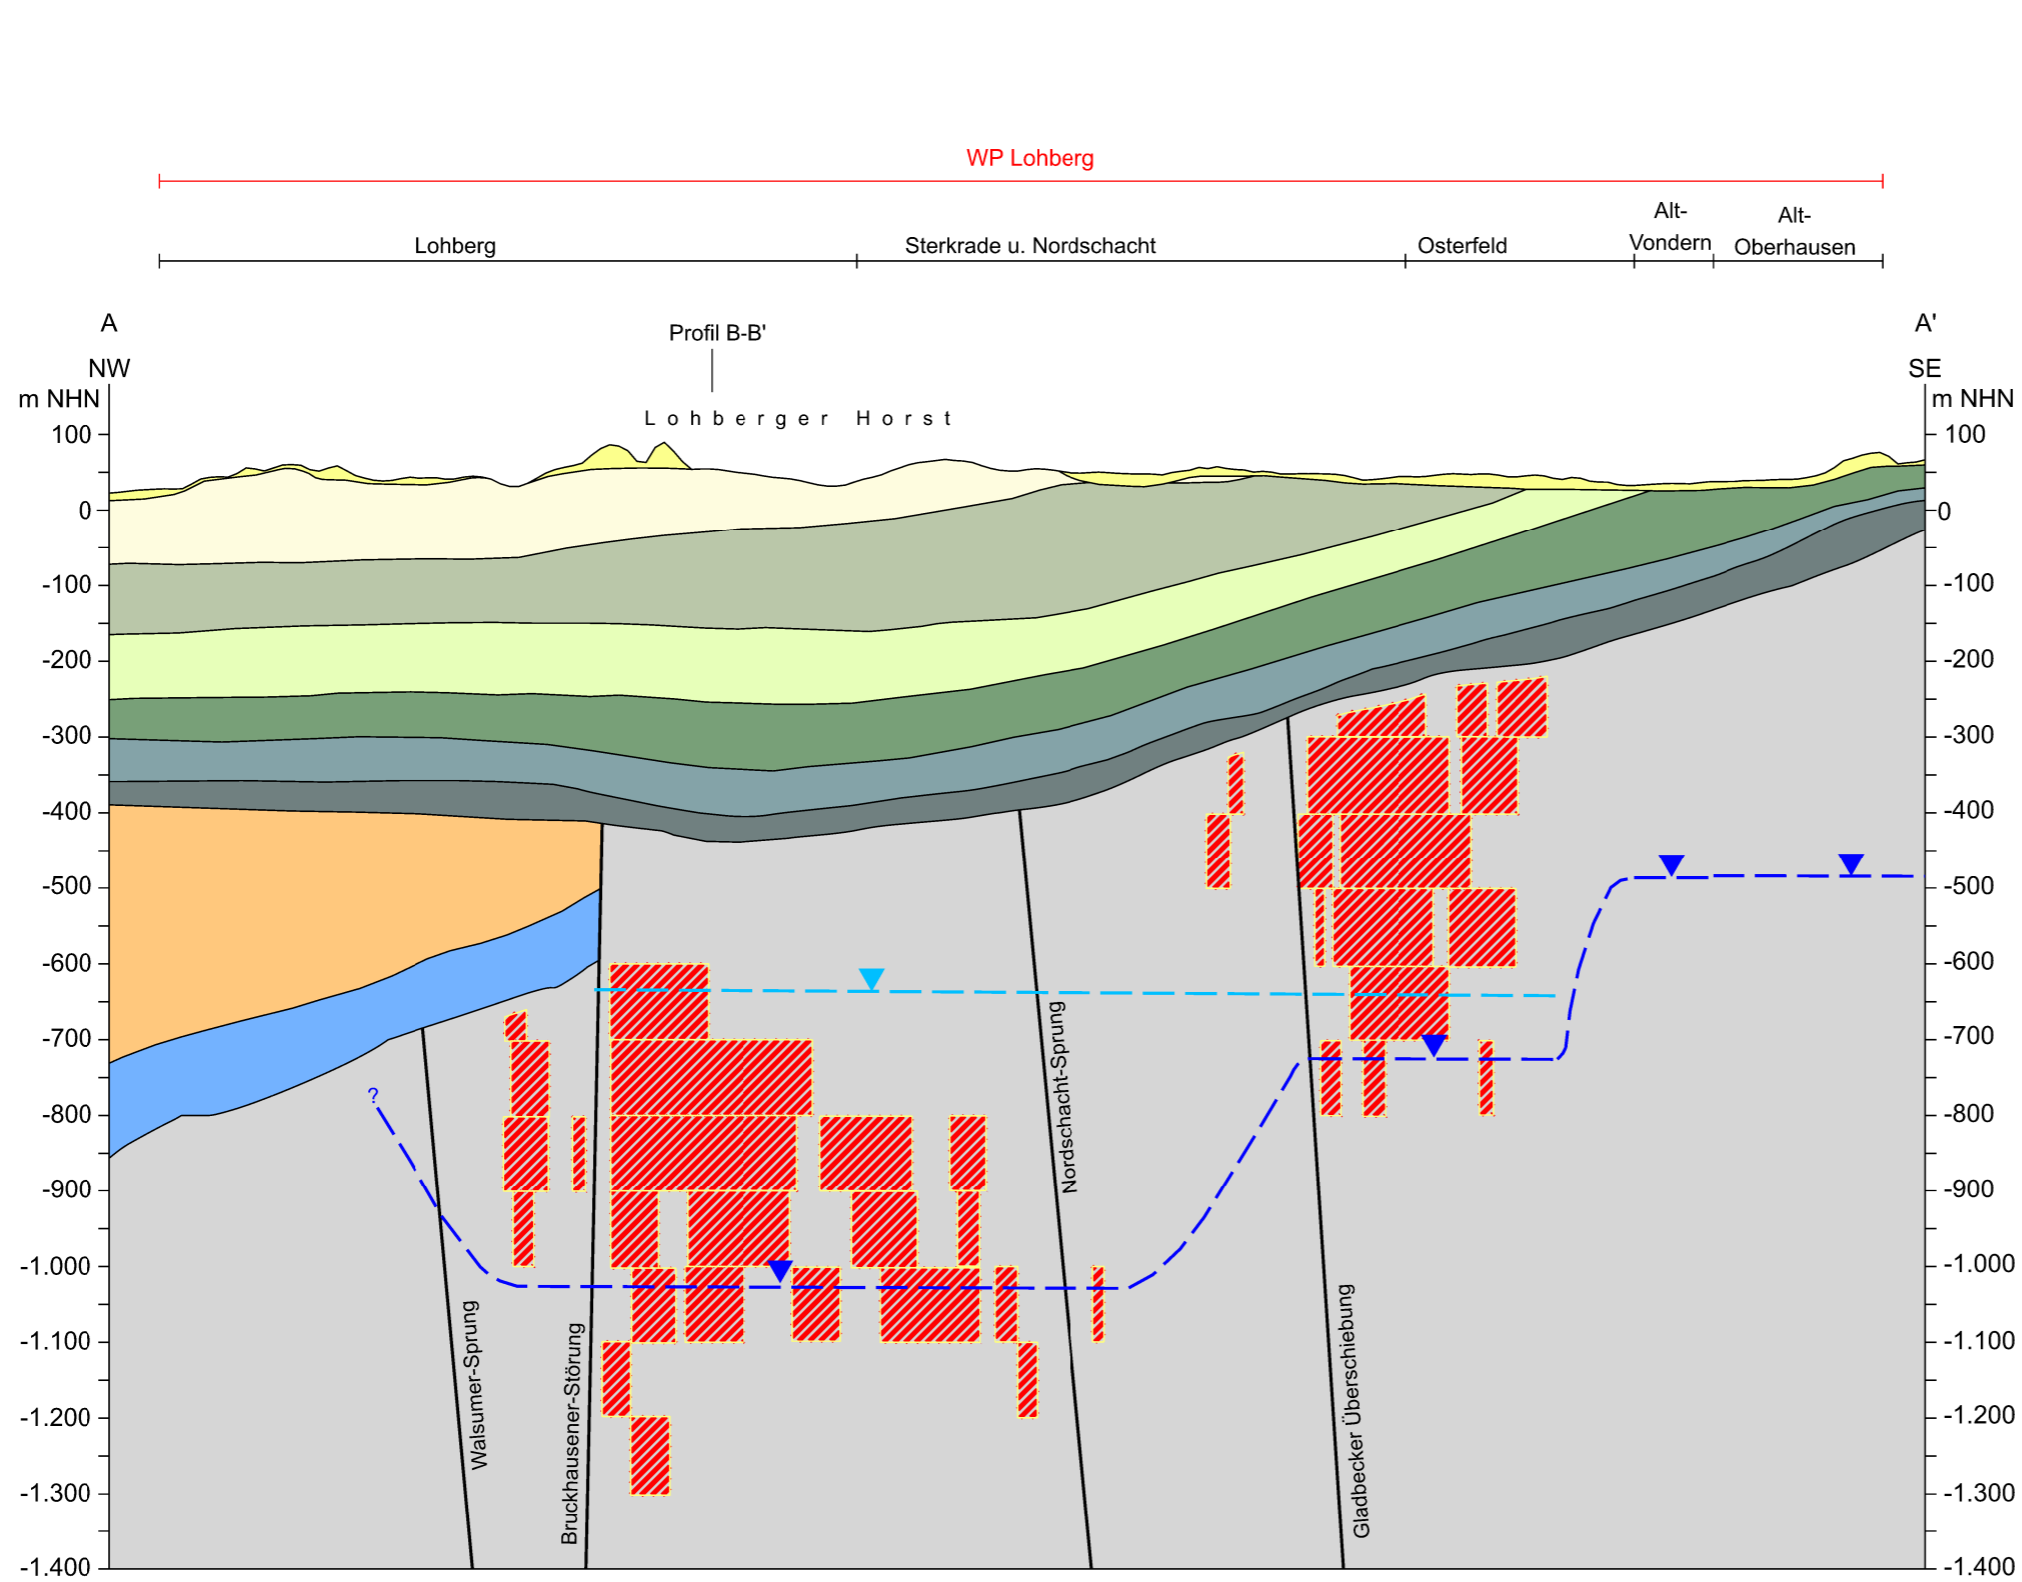 WP Lohberg
Lohberg
Sterkrade u. Nordschacht
Osterfeld
Alt-
Vondern
Alt-
Oberhausen
A
A'
Profil B-B'
NW
SE
m NHN
m NHN
Lohberger Horst
100
0
-100
-200
-300
-400
-500
-600
-700
-800
-900
-1.000
-1.100
-1.200
-1.300
-1.400
?
Walsumer-Sprung
Bruckhausener-Störung
Nordschacht-Sprung
Gladbecker Überschiebung
100
0
-100
-200
-300
-400
-500
-600
-700
-800
-900
-1.000
-1.100
-1.200
-1.300
-1.400